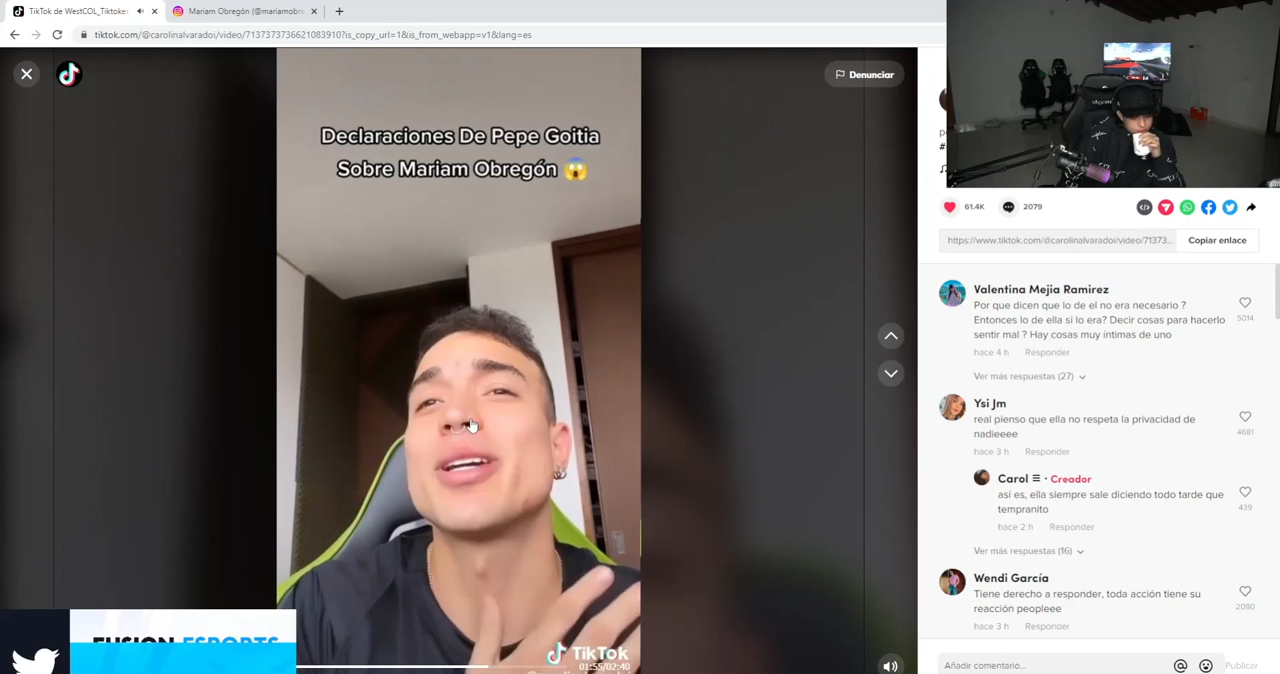 TikTok de WestCOL_Tiktoker
Mariam Obregón (@mariamobre
tiktok.com/@carolinalvaradoi/video/7137373736621083910?is_copy_url=1&is_from_webapp=v1&lang=es
Denunciar
Declaraciones De Pepe Goitia
Sobre Mariam Obregón 😱
TikTok
01:55/02:40
FUSION ESPORTS
61.4K
2079
https://www.tiktok.com/@carolinalvaradoi/video/71373...
Copiar enlace
Valentina Mejia Ramirez
Por que dicen que lo de el no era necesario ?
Entonces lo de ella si lo era? Decir cosas para hacerlo
sentir mal ? Hay cosas muy íntimas de uno
5014
hace 4 h Responder
Ver más respuestas (27)
Ysi Jm
real pienso que ella no respeta la privacidad de
nadieeee
4681
hace 3 h Responder
Carol ☰ · Creador
así es, ella siempre sale diciendo todo tarde que
tempranito
439
hace 2 h Responder
Ver más respuestas (16)
Wendi García
Tiene derecho a responder, toda acción tiene su
reacción peopleee
2090
hace 3 h Responder
Añadir comentario...
Publicar